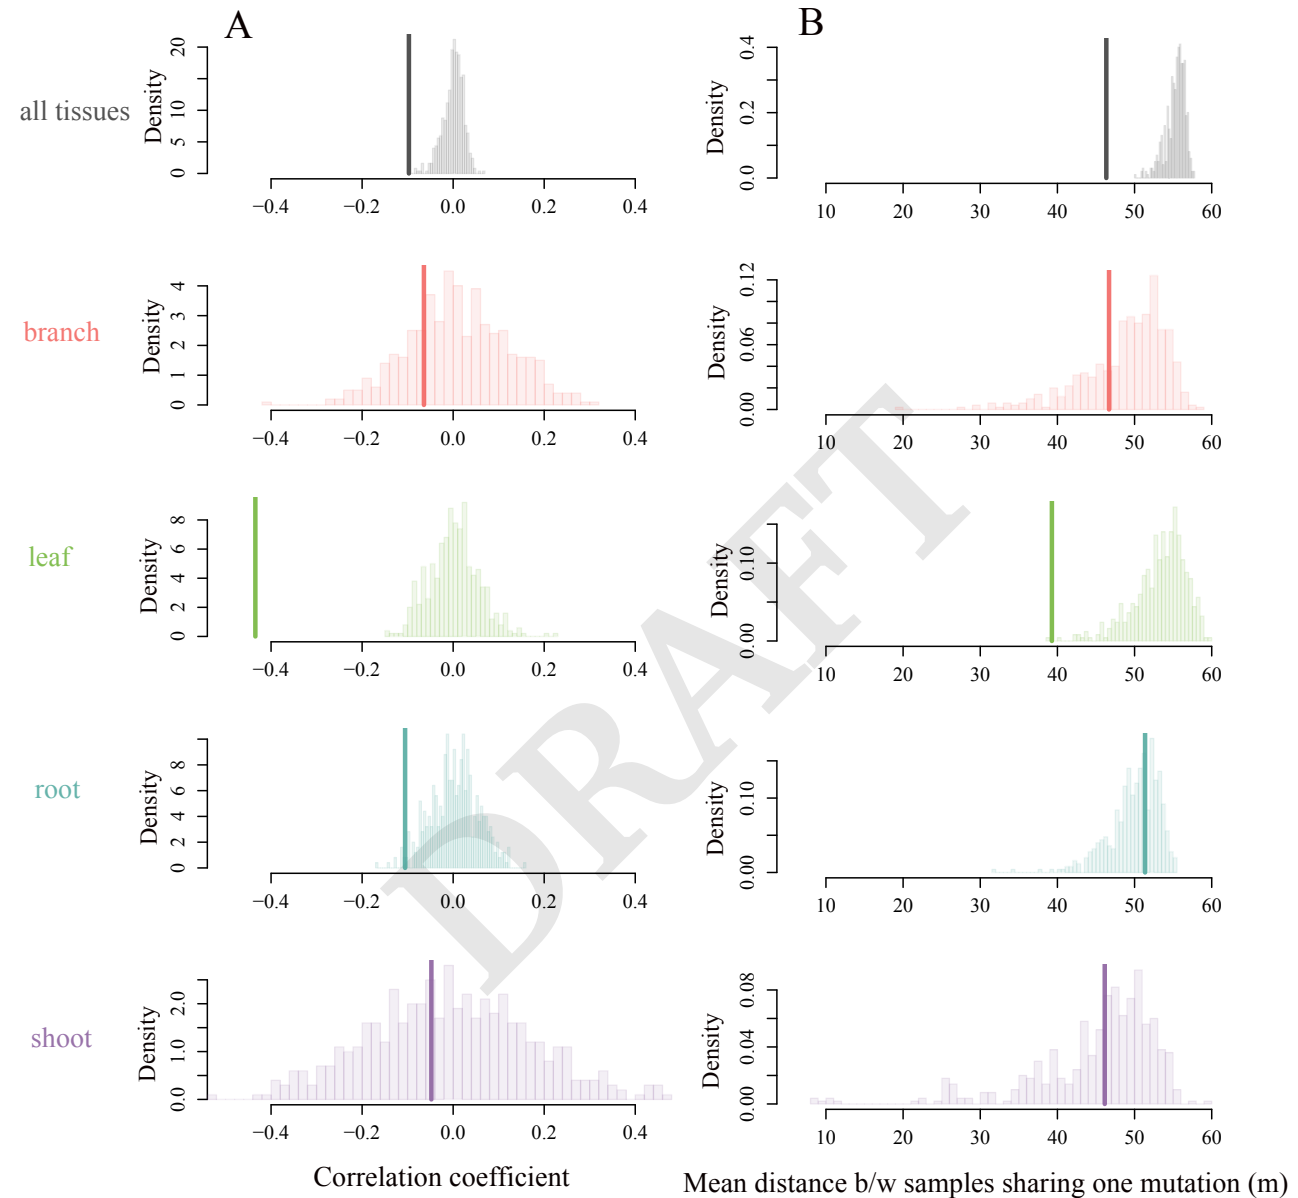 A
B
all tissues
Density
0 5 10 20
−0.4 −0.2 0.0 0.2 0.4
Density
0.0 0.2 0.4
10 20 30 40 50 60
branch
Density
0 1 2 3 4
−0.4 −0.2 0.0 0.2 0.4
Density
0.00 0.06 0.12
10 20 30 40 50 60
leaf
Density
0 2 4 6 8
−0.4 −0.2 0.0 0.2 0.4
Density
0.00 0.10
10 20 30 40 50 60
root
Density
0 2 4 6 8
−0.4 −0.2 0.0 0.2 0.4
Density
0.00 0.10
10 20 30 40 50 60
shoot
Density
0.0 1.0 2.0
−0.4 −0.2 0.0 0.2 0.4
Density
0.00 0.04 0.08
10 20 30 40 50 60
Correlation coefficient
Mean distance b/w samples sharing one mutation (m)
DRAFT